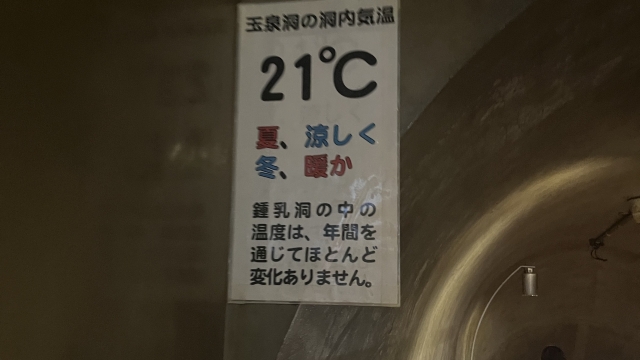 玉泉洞の洞内気温
21℃
夏、涼しく
冬、暖か
鍾乳洞の中の
温度は、年間を
通じてほとんど
変化ありません。